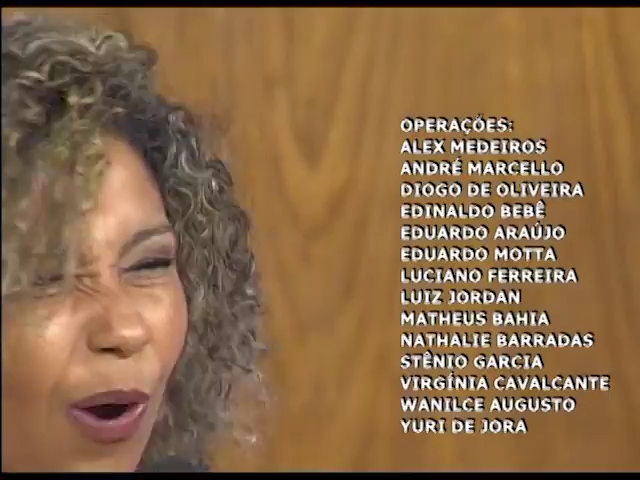 OPERAÇÕES:
ALEX MEDEIROS
ANDRÉ MARCELLO
DIOGO DE OLIVEIRA
EDINALDO BEBÊ
EDUARDO ARAÚJO
EDUARDO MOTTA
LUCIANO FERREIRA
LUIZ JORDAN
MATHEUS BAHIA
NATHALIE BARRADAS
STÊNIO GARCIA
VIRGÍNIA CAVALCANTE
WANILCE AUGUSTO
YURI DE JORA